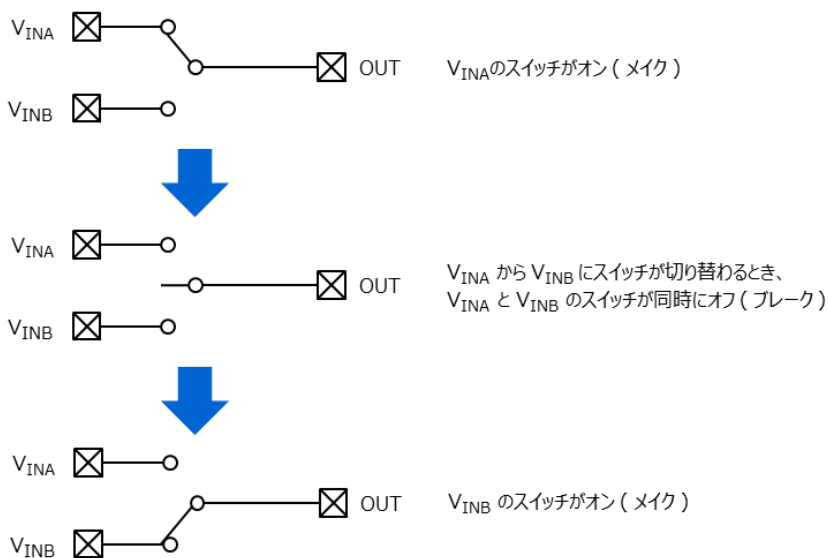 VINA
OUT
VINAのスイッチがオン ( メイク )
VINB
VINA
OUT
VINA から VINB にスイッチが切り替わるとき、
VINA と VINB のスイッチが同時にオフ ( ブレーク )
VINB
VINA
OUT
VINB のスイッチがオン ( メイク )
VINB